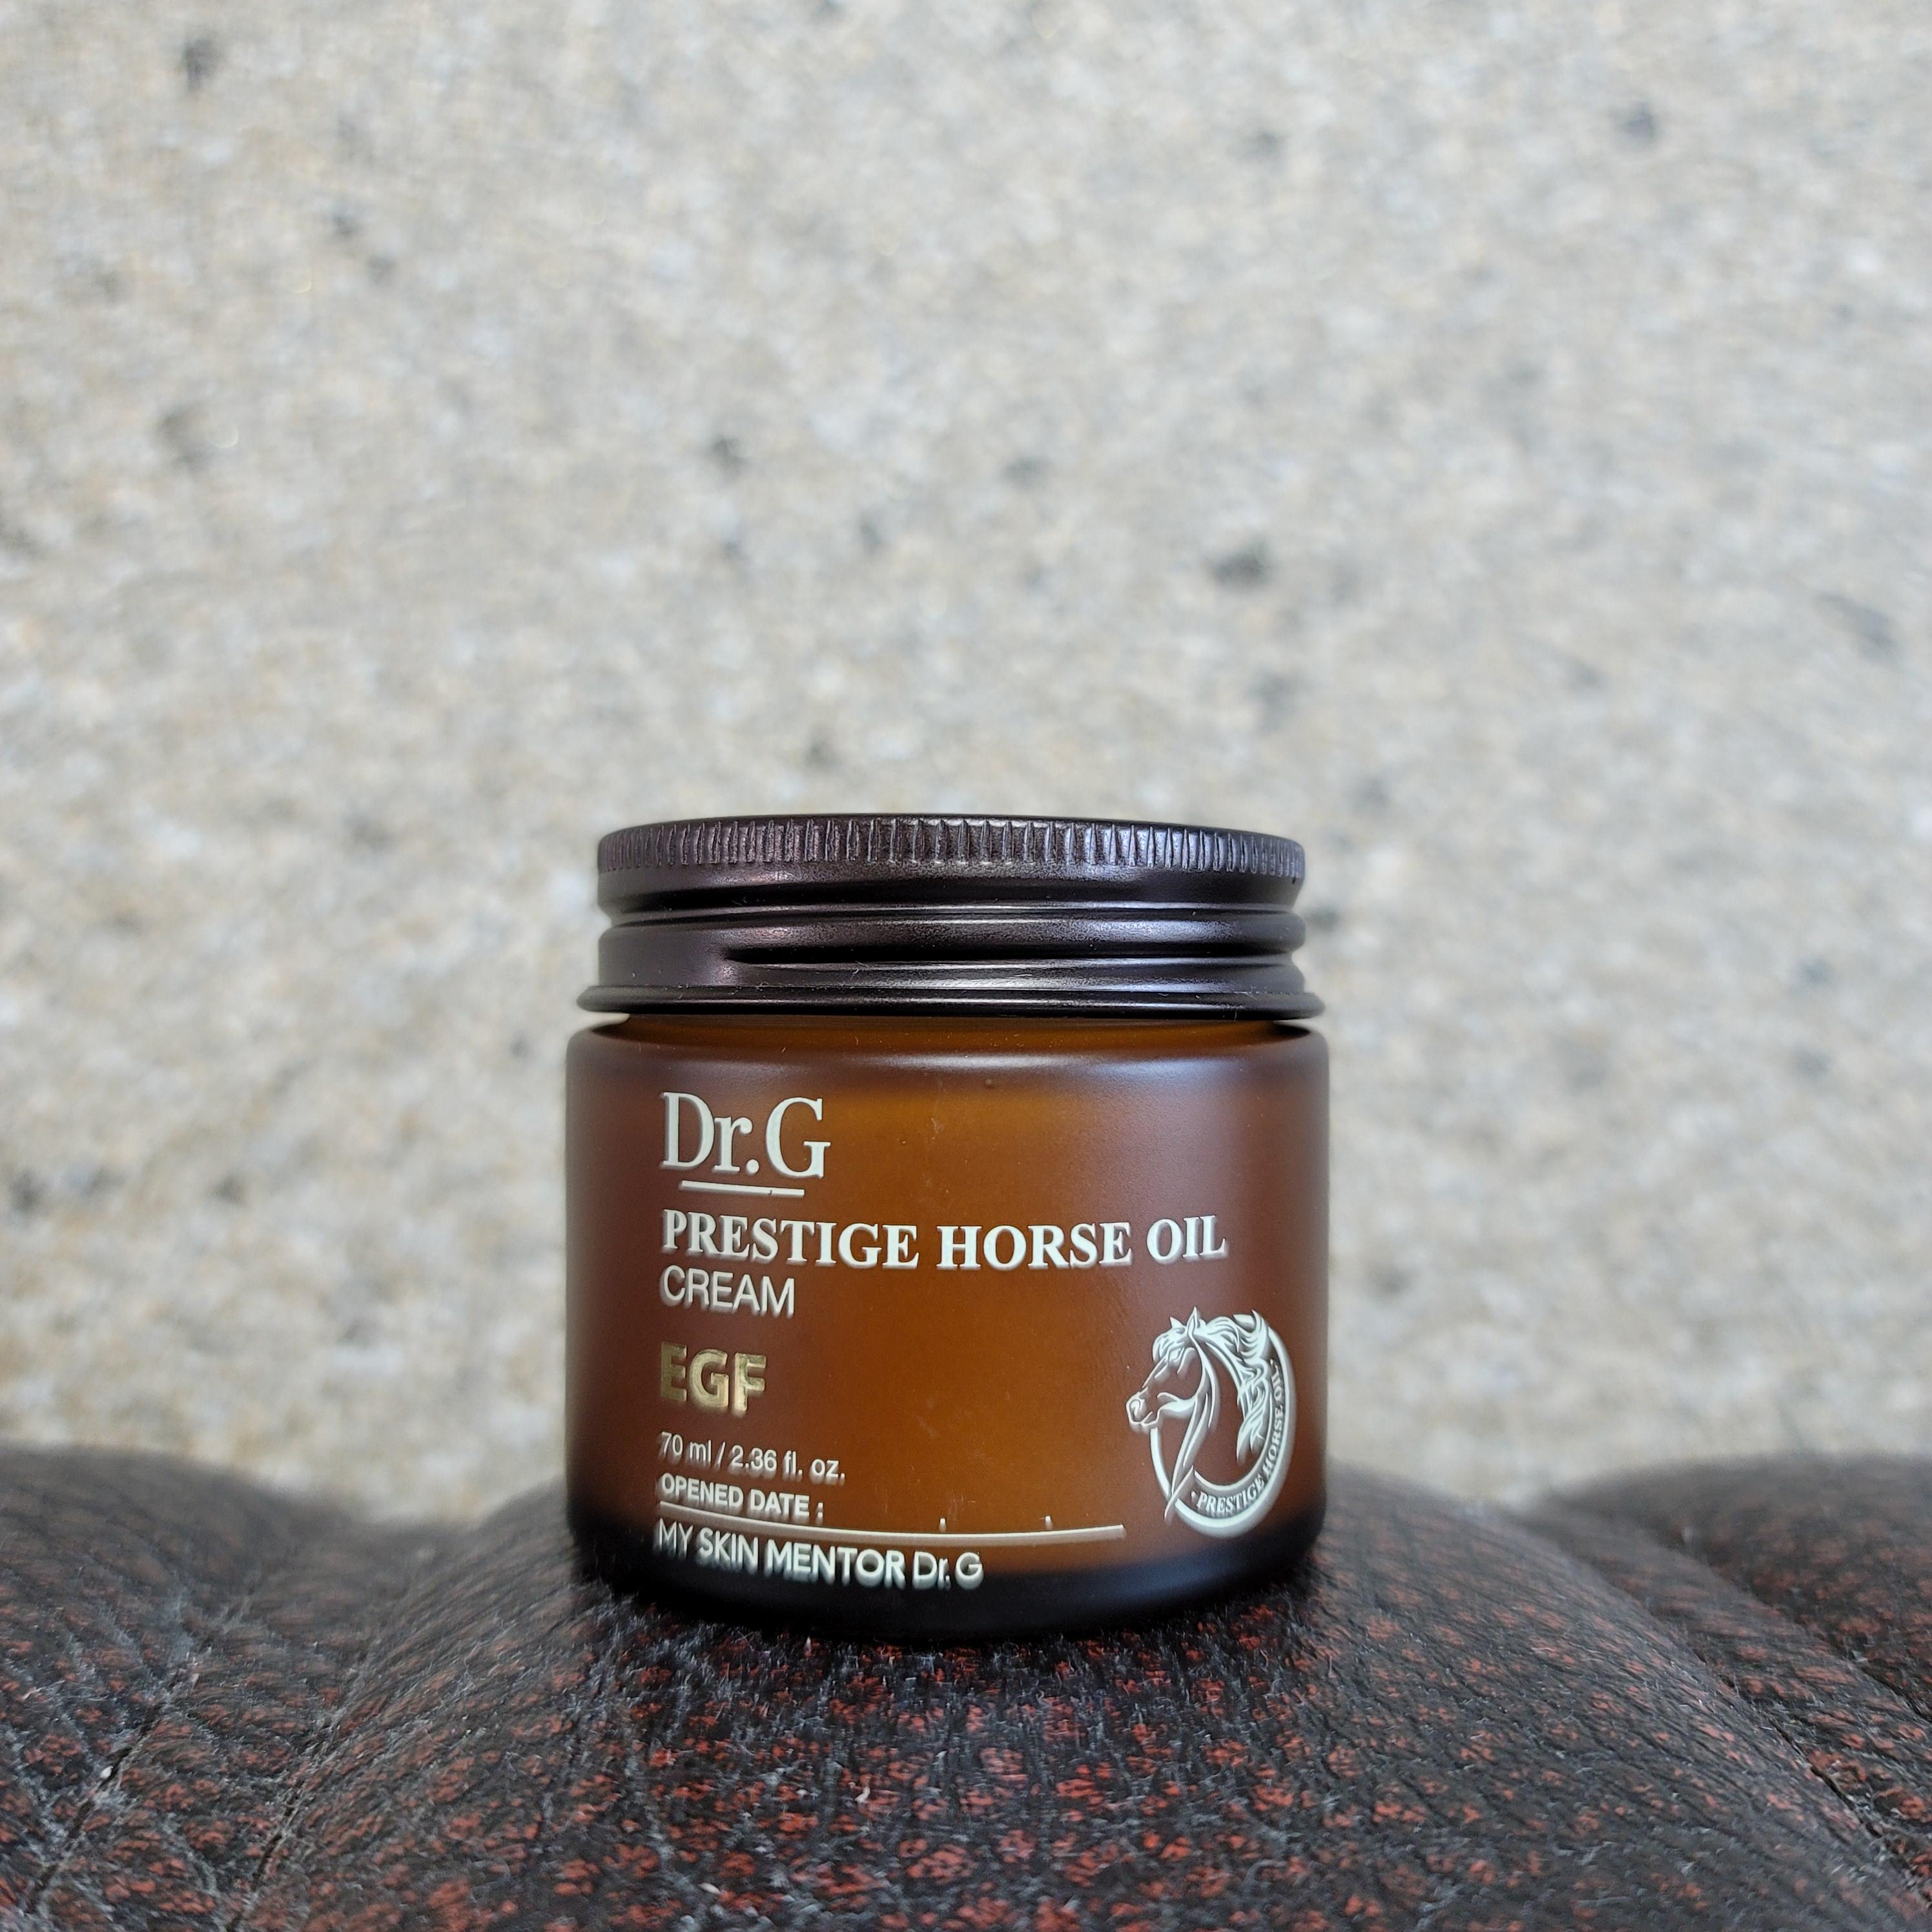 Dr.G
PRESTIGE HORSE OIL
CREAM
EGF
70 ml / 2.36 fl. oz.
OPENED DATE :
MY SKIN MENTOR Dr.G
• PRESTIGE HORSE OIL •